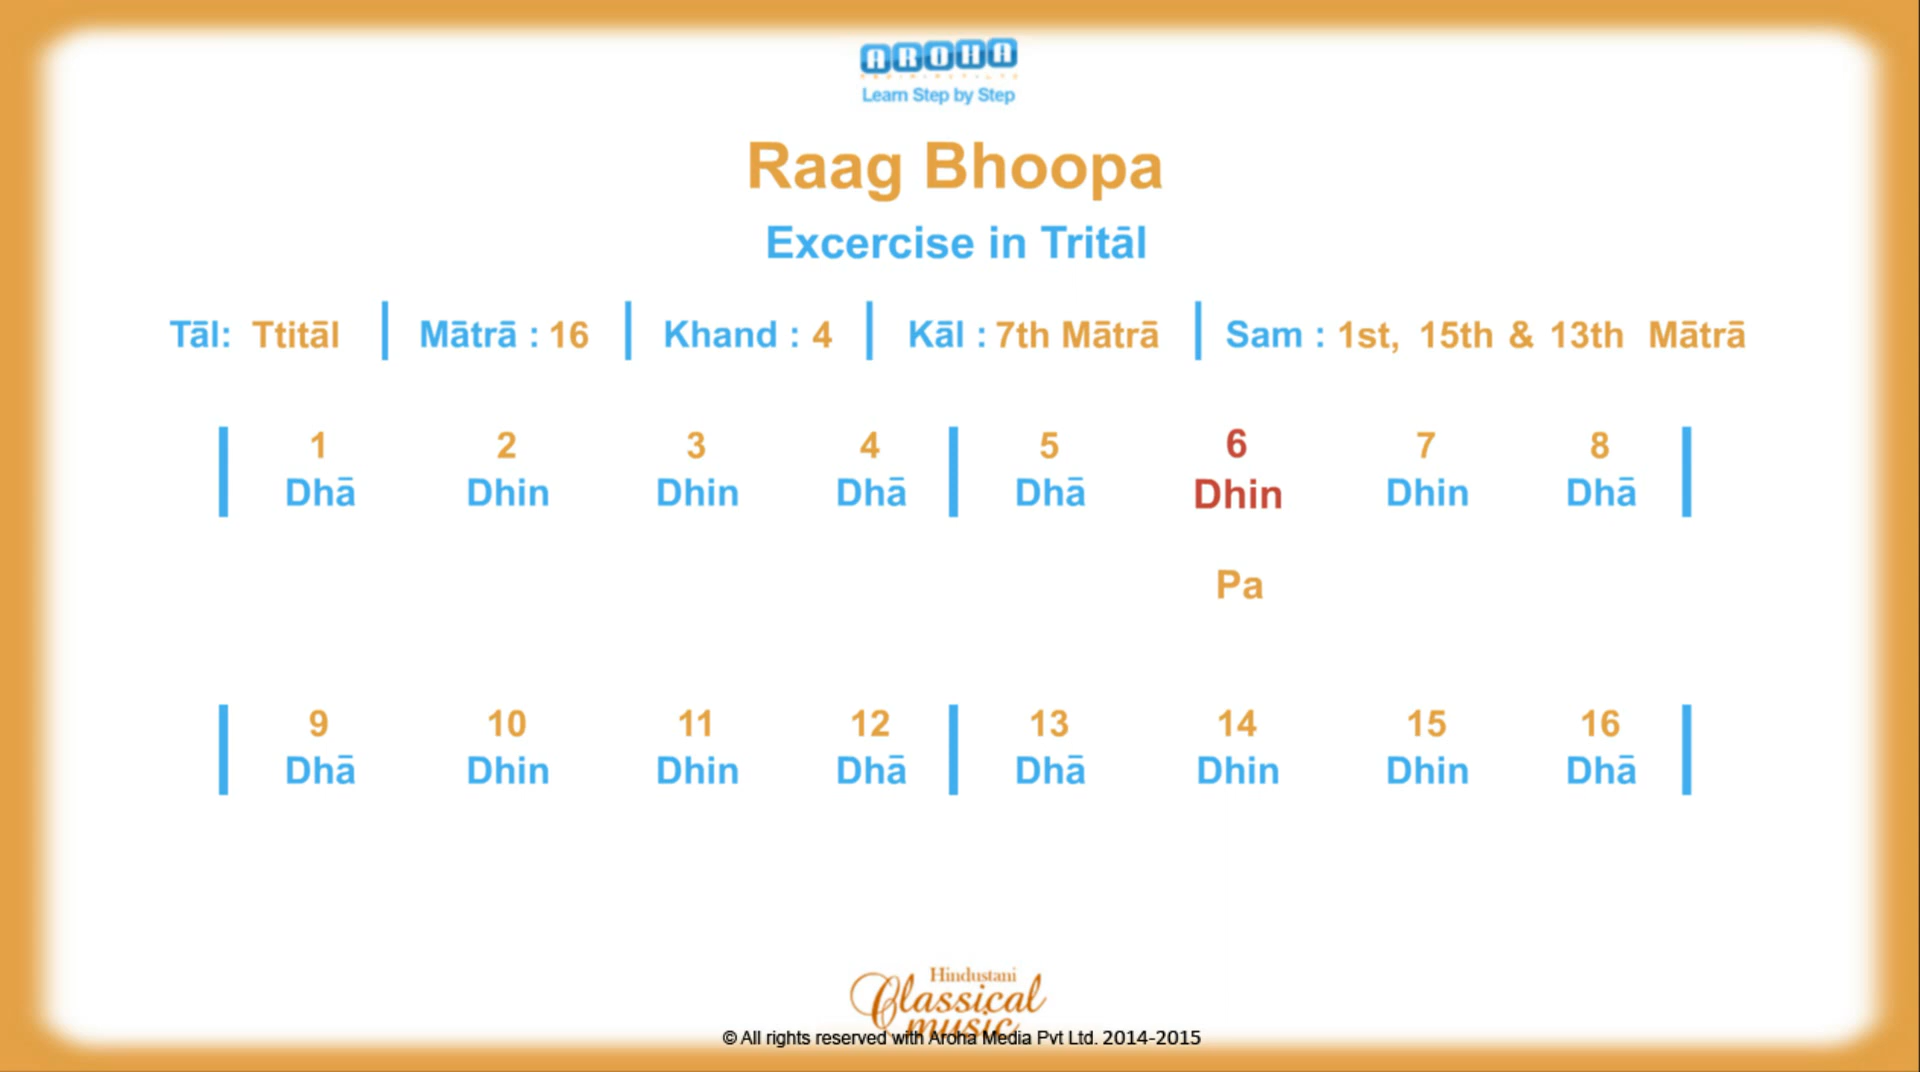 AROHA
Learn Step by Step
Raag Bhoopa
Excercise in Tritāl
Tāl: Ttitāl | Mātrā : 16 | Khand : 4 | Kāl : 7th Mātrā | Sam : 1st, 15th & 13th Mātrā
1 2 3 4 5 6 7 8
Dhā Dhin Dhin Dhā Dhā Dhin Dhin Dhā
Pa
9 10 11 12 13 14 15 16
Dhā Dhin Dhin Dhā Dhā Dhin Dhin Dhā
Hindustani
Classical
music
© All rights reserved with Aroha Media Pvt Ltd. 2014-2015